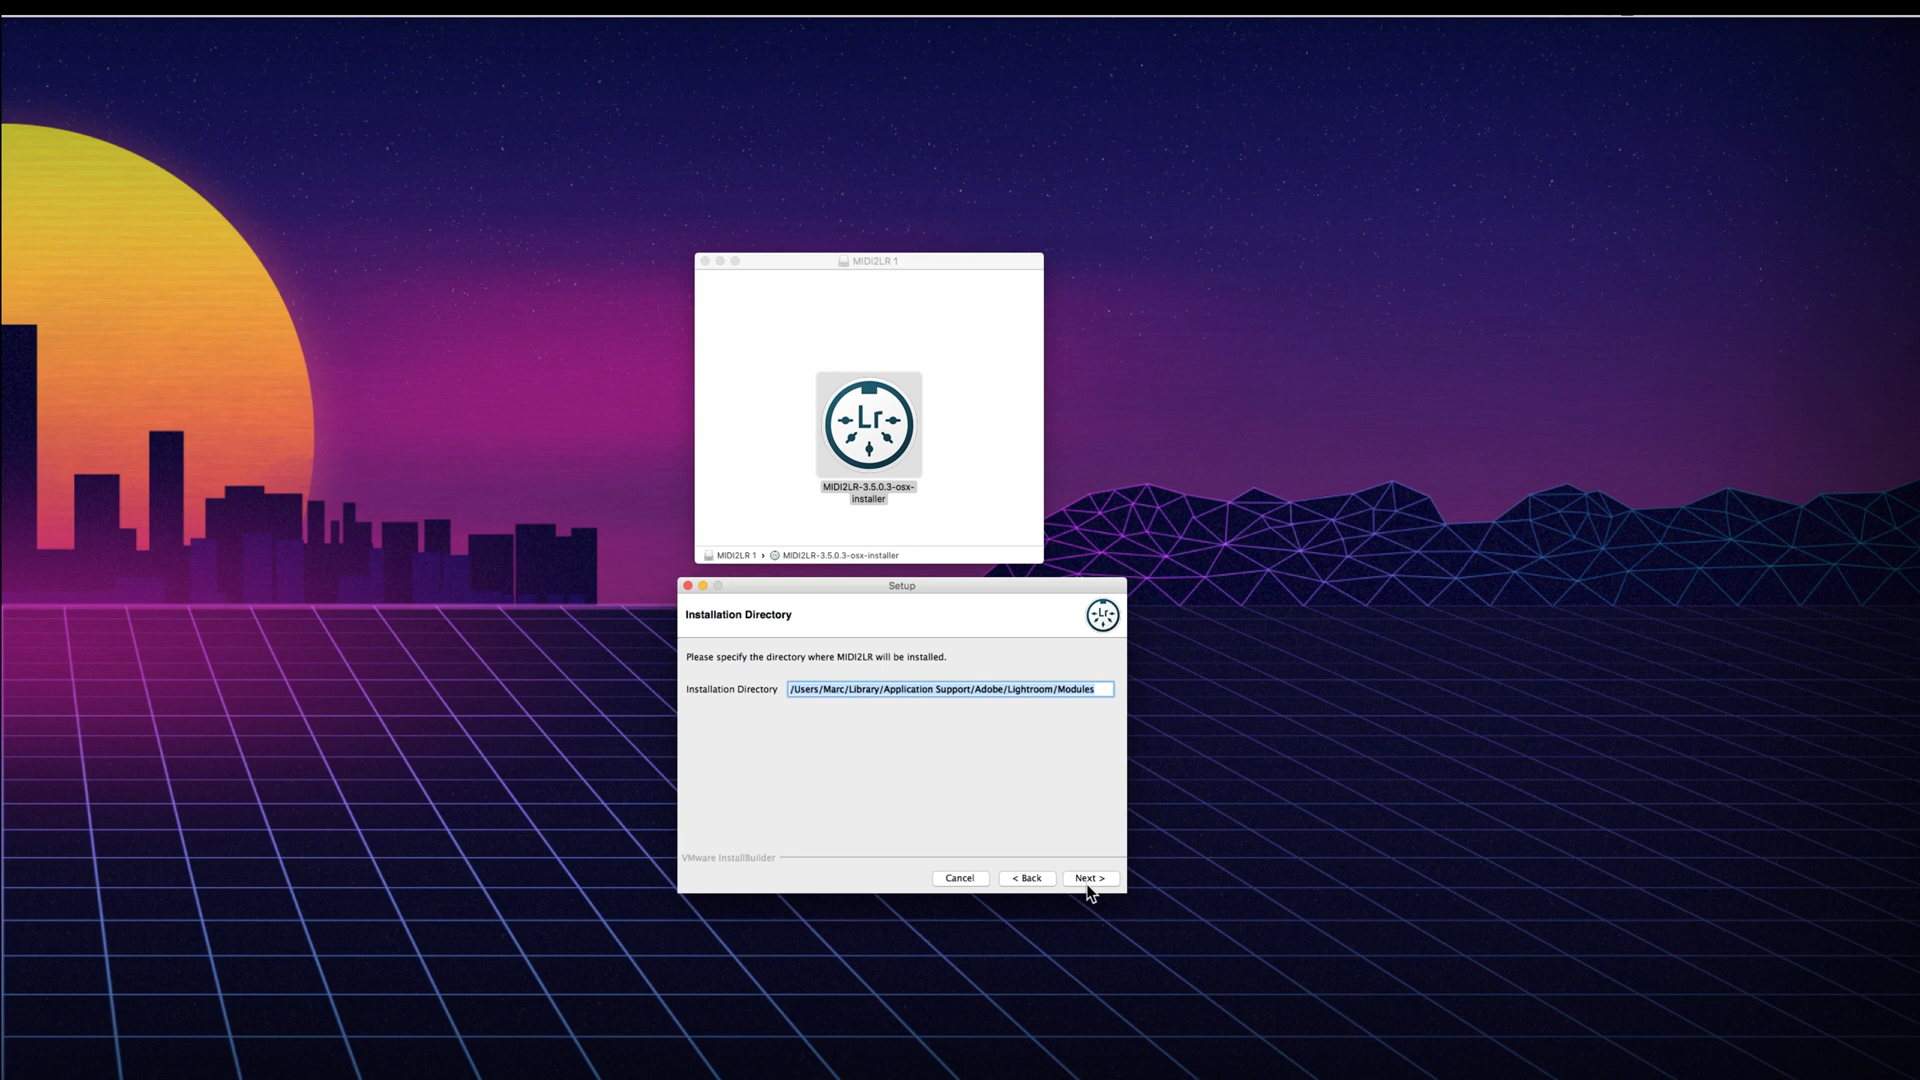 MIDI2LR 1
Lr
MIDI2LR-3.5.0.3-osx-
installer
MIDI2LR 1 › MIDI2LR-3.5.0.3-osx-installer
Setup
Installation Directory
Lr
Please specify the directory where MIDI2LR will be installed.
Installation Directory /Users/Marc/Library/Application Support/Adobe/Lightroom/Modules
VMware InstallBuilder
Cancel < Back Next >